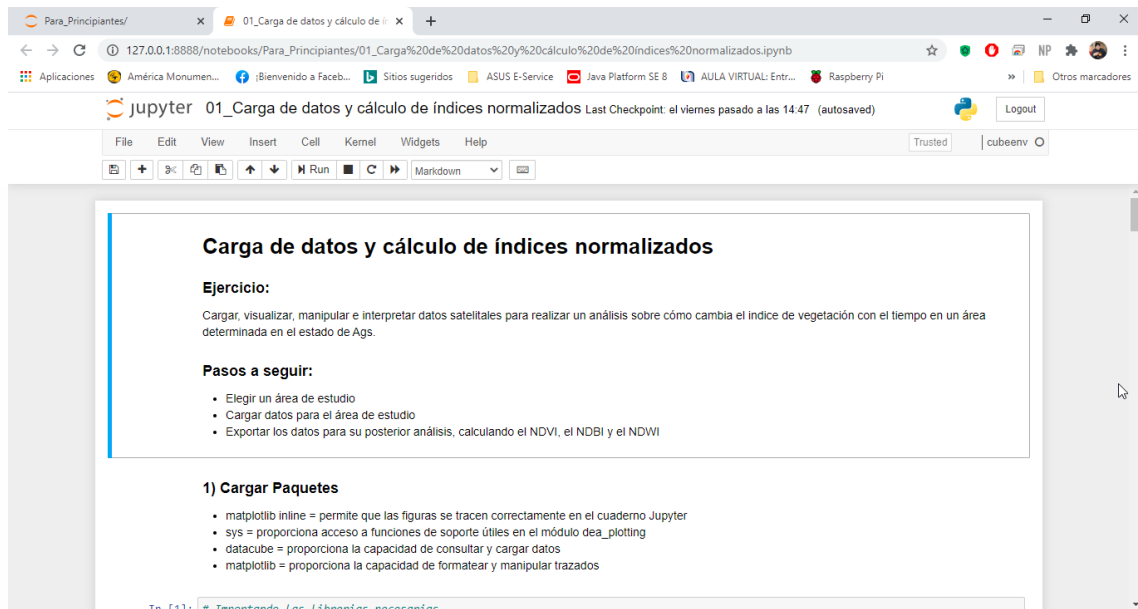 Para_Principiantes/
01_Carga de datos y cálculo de ín
127.0.0.1:8888/notebooks/Para_Principiantes/01_Carga%20de%20datos%20y%20cálculo%20de%20índices%20normalizados.ipynb
NP
Aplicaciones América Monumen... ¡Bienvenido a Faceb... Sitios sugeridos ASUS E-Service Java Platform SE 8 AULA VIRTUAL: Entr... Raspberry Pi » Otros marcadores
jupyter 01_Carga de datos y cálculo de índices normalizados Last Checkpoint: el viernes pasado a las 14:47 (autosaved) Logout
File Edit View Insert Cell Kernel Widgets Help Trusted cubeenv
Run Markdown
Carga de datos y cálculo de índices normalizados
Ejercicio:
Cargar, visualizar, manipular e interpretar datos satelitales para realizar un análisis sobre cómo cambia el indice de vegetación con el tiempo en un área
determinada en el estado de Ags.
Pasos a seguir:
• Elegir un área de estudio
• Cargar datos para el área de estudio
• Exportar los datos para su posterior análisis, calculando el NDVI, el NDBI y el NDWI
1) Cargar Paquetes
• matplotlib inline = permite que las figuras se tracen correctamente en el cuaderno Jupyter
• sys = proporciona acceso a funciones de soporte útiles en el módulo dea_plotting
• datacube = proporciona la capacidad de consultar y cargar datos
• matplotlib = proporciona la capacidad de formatear y manipular trazados
In [1]: # Importando las librerias necesarias